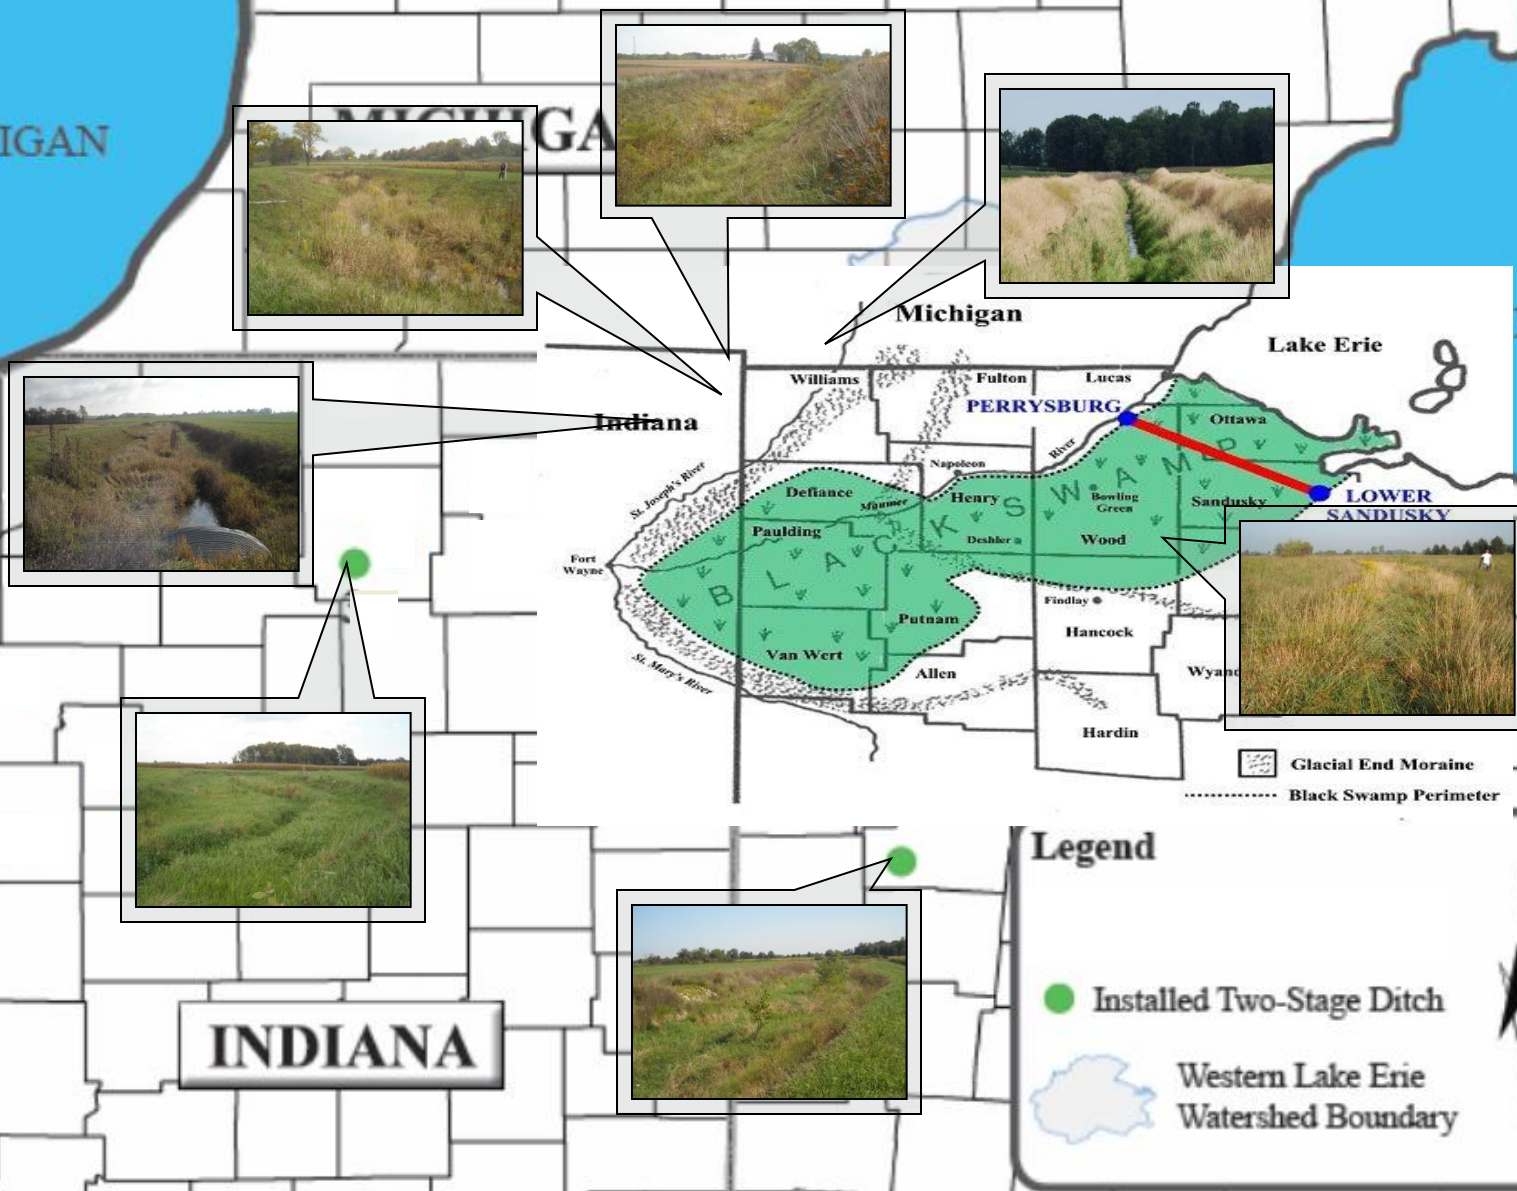 IGAN
MICHIGA
Michigan
Lake Erie
Williams
Fulton
Lucas
PERRYSBURG
Ottawa
Indiana
River
Napoleon
St. Joseph's River
Defiance
Maumee
Henry
Bowling
Green
Sandusky
LOWER
SANDUSKY
BLACK SWAMP
Paulding
Deshler
Wood
Fort
Wayne
Findlay
Putnam
Hancock
Van Wert
Allen
St. Mary's River
Wyand
Hardin
Glacial End Moraine
Black Swamp Perimeter
Legend
Installed Two-Stage Ditch
INDIANA
Western Lake Erie
Watershed Boundary